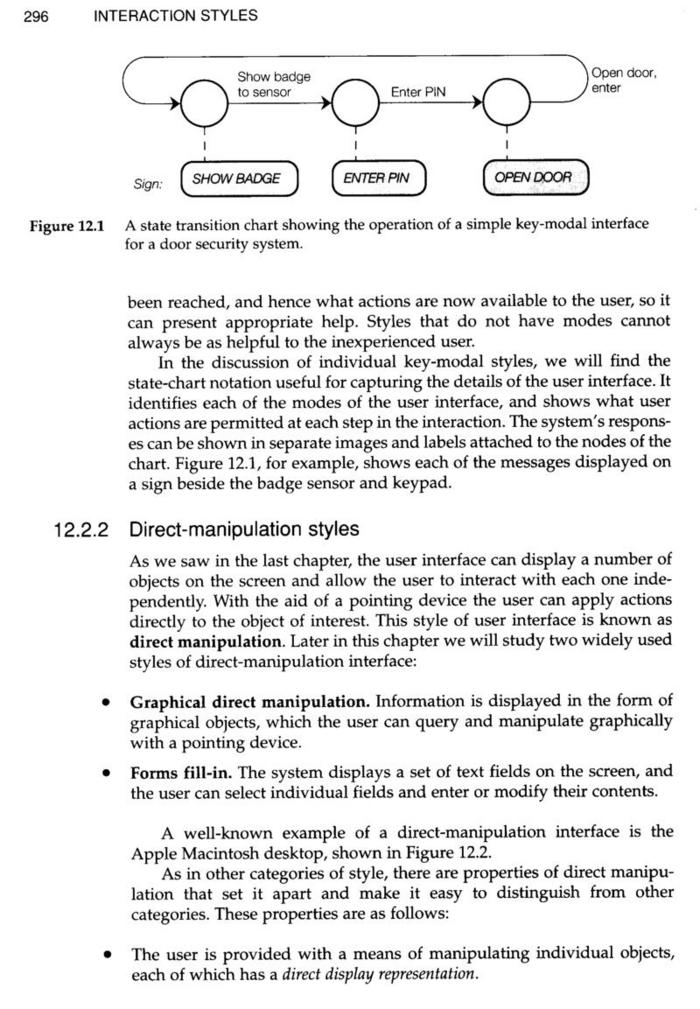 296 INTERACTION STYLES
Show badge
to sensor
Enter PIN
Open door,
enter
Sign:
SHOW BADGE
ENTER PIN
OPEN DOOR
Figure 12.1 A state transition chart showing the operation of a simple key-modal interface
for a door security system.
been reached, and hence what actions are now available to the user, so it
can present appropriate help. Styles that do not have modes cannot
always be as helpful to the inexperienced user.
In the discussion of individual key-modal styles, we will find the
state-chart notation useful for capturing the details of the user interface. It
identifies each of the modes of the user interface, and shows what user
actions are permitted at each step in the interaction. The system's respons-
es can be shown in separate images and labels attached to the nodes of the
chart. Figure 12.1, for example, shows each of the messages displayed on
a sign beside the badge sensor and keypad.
12.2.2 Direct-manipulation styles
As we saw in the last chapter, the user interface can display a number of
objects on the screen and allow the user to interact with each one inde-
pendently. With the aid of a pointing device the user can apply actions
directly to the object of interest. This style of user interface is known as
direct manipulation. Later in this chapter we will study two widely used
styles of direct-manipulation interface:
• Graphical direct manipulation. Information is displayed in the form of
graphical objects, which the user can query and manipulate graphically
with a pointing device.
• Forms fill-in. The system displays a set of text fields on the screen, and
the user can select individual fields and enter or modify their contents.
A well-known example of a direct-manipulation interface is the
Apple Macintosh desktop, shown in Figure 12.2.
As in other categories of style, there are properties of direct manipu-
lation that set it apart and make it easy to distinguish from other
categories. These properties are as follows:
• The user is provided with a means of manipulating individual objects,
each of which has a direct display representation.